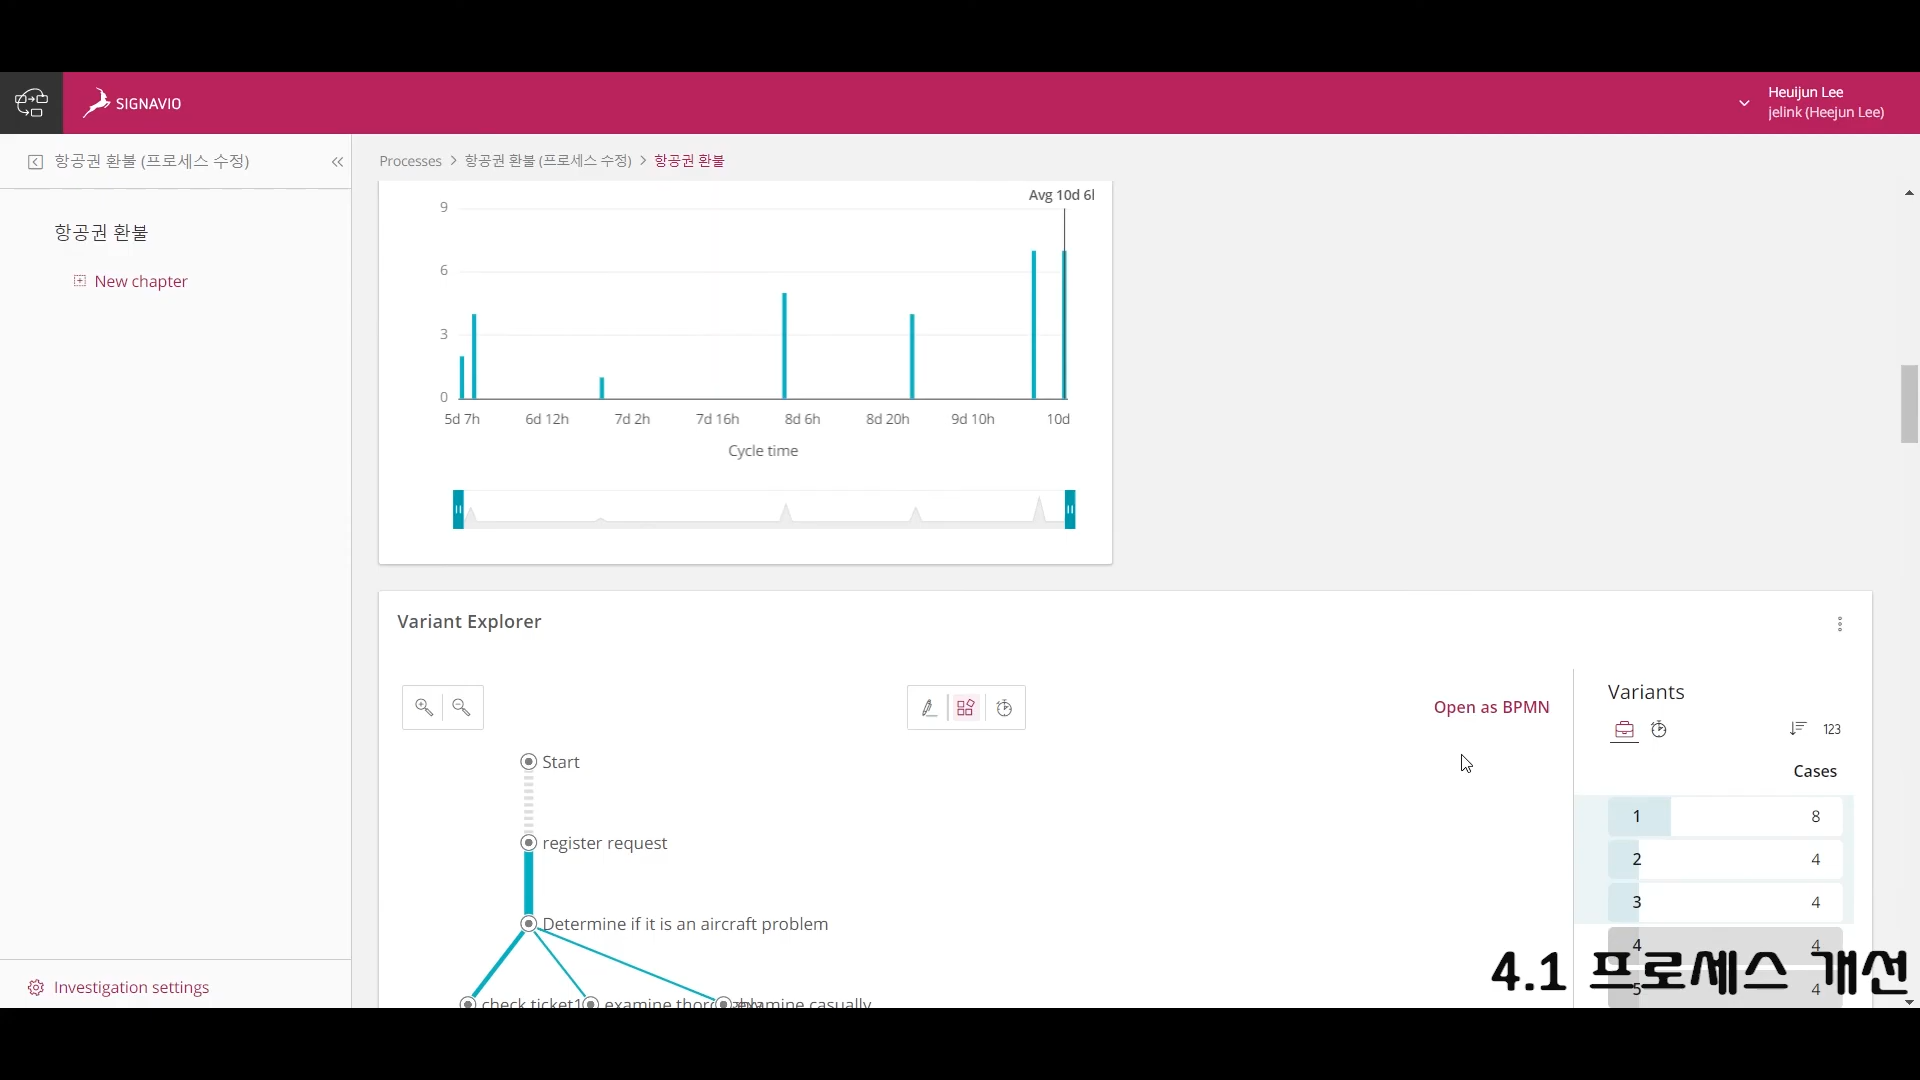 SIGNAVIO
Heuijun Lee
jelink (Heejun Lee)
항공권 환불 (프로세스 수정)
Processes > 항공권 환불 (프로세스 수정) > 항공권 환불
항공권 환불
New chapter
Avg 10d 6l
9
6
3
0
5d 7h 6d 12h 7d 2h 7d 16h 8d 6h 8d 20h 9d 10h 10d
Cycle time
Variant Explorer
Open as BPMN
Variants
123
Cases
Start
register request
Determine if it is an aircraft problem
check ticket1 examine casually
1 8
2 4
3 4
4 4
5 4
4.1 프로세스 개선
Investigation settings